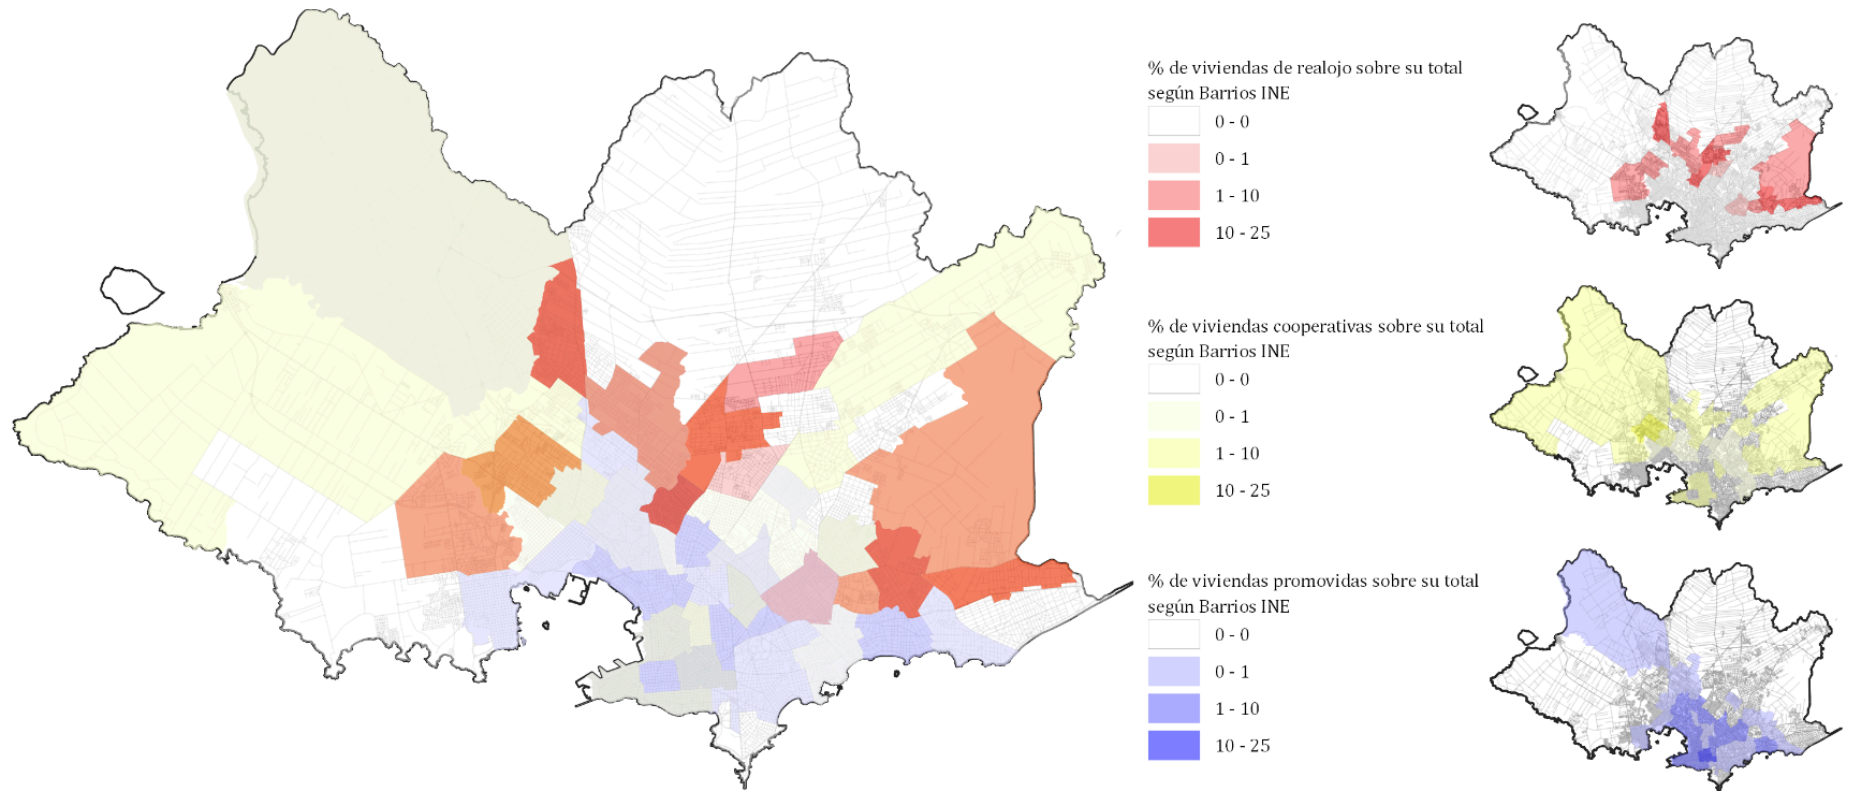 % de viviendas de realojo sobre su total
según Barrios INE
0 - 0
0 - 1
1 - 10
10 - 25
% de viviendas cooperativas sobre su total
según Barrios INE
0 - 0
0 - 1
1 - 10
10 - 25
% de viviendas promovidas sobre su total
según Barrios INE
0 - 0
0 - 1
1 - 10
10 - 25